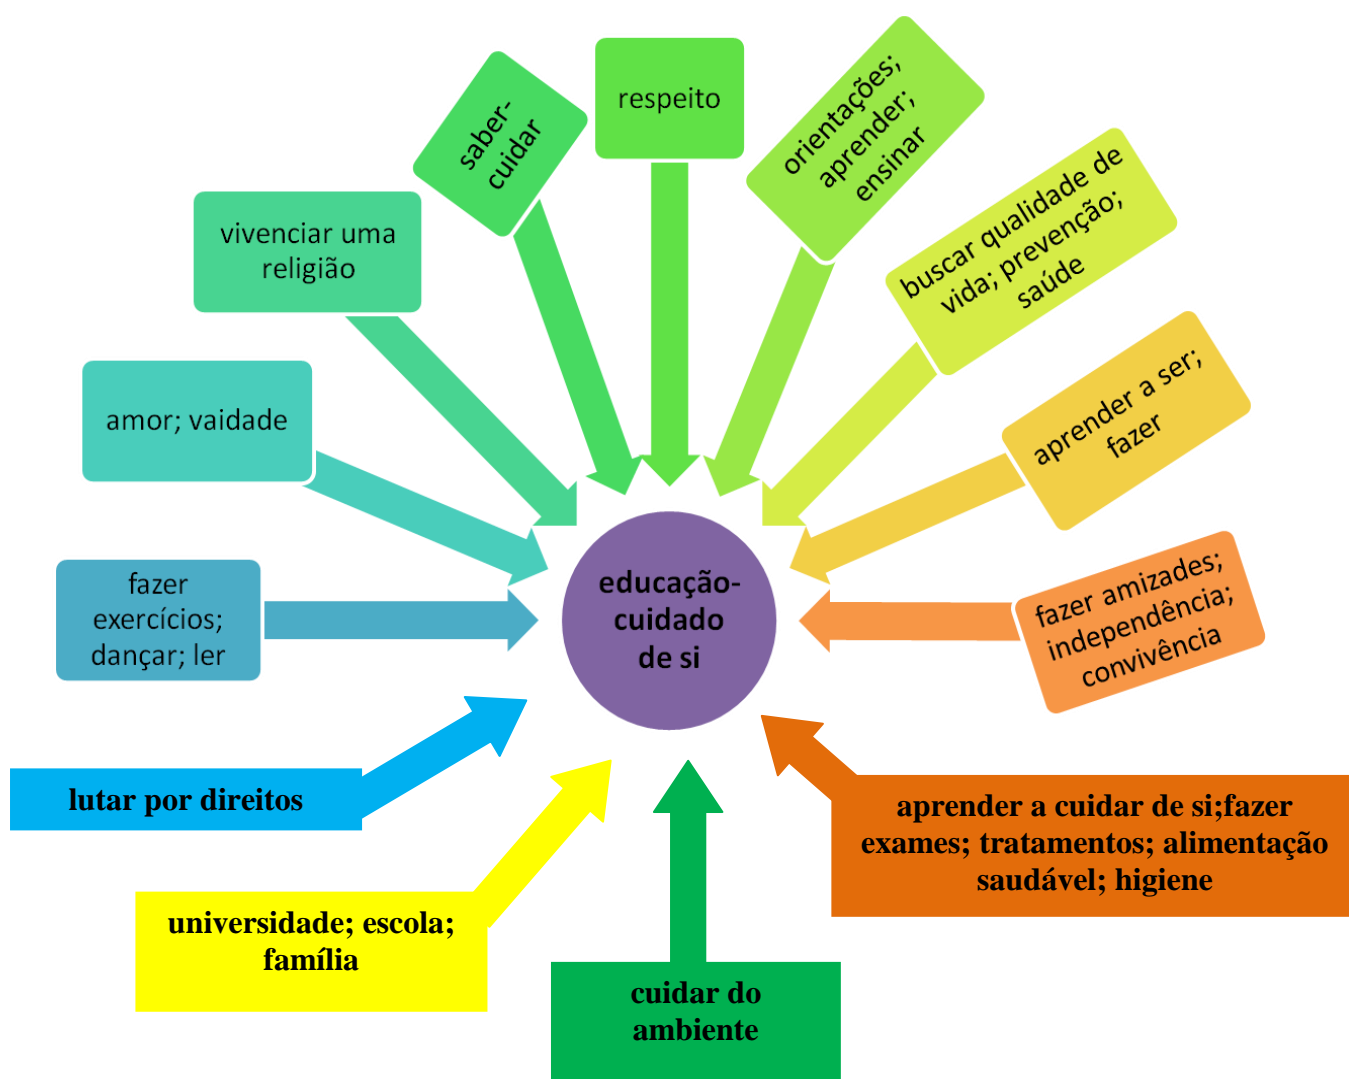 respeito
saber-
cuidar
orientações;
aprender;
ensinar
vivenciar uma
religião
buscar qualidade de
vida; prevenção;
saúde
amor; vaidade
aprender a ser;
fazer
fazer
exercícios;
dançar; ler
educação-
cuidado
de si
fazer amizades;
independência;
convivência
lutar por direitos
aprender a cuidar de si;fazer
exames; tratamentos; alimentação
saudável; higiene
universidade; escola;
família
cuidar do
ambiente